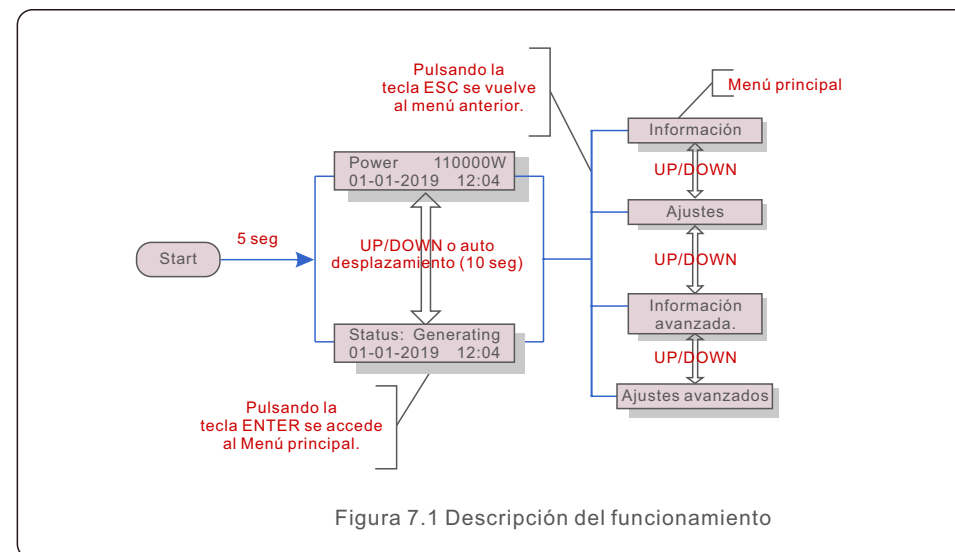 Pulsando la
tecla ESC se vuelve
al menú anterior.
Menú principal
Información
UP/DOWN
Ajustes
UP/DOWN
Información
avanzada.
UP/DOWN
Ajustes avanzados
Power 110000W
01-01-2019 12:04
Start
5 seg
UP/DOWN o auto
desplazamiento (10 seg)
Status: Generating
01-01-2019 12:04
Pulsando la
tecla ENTER se accede
al Menú principal.
Figura 7.1 Descripción del funcionamiento